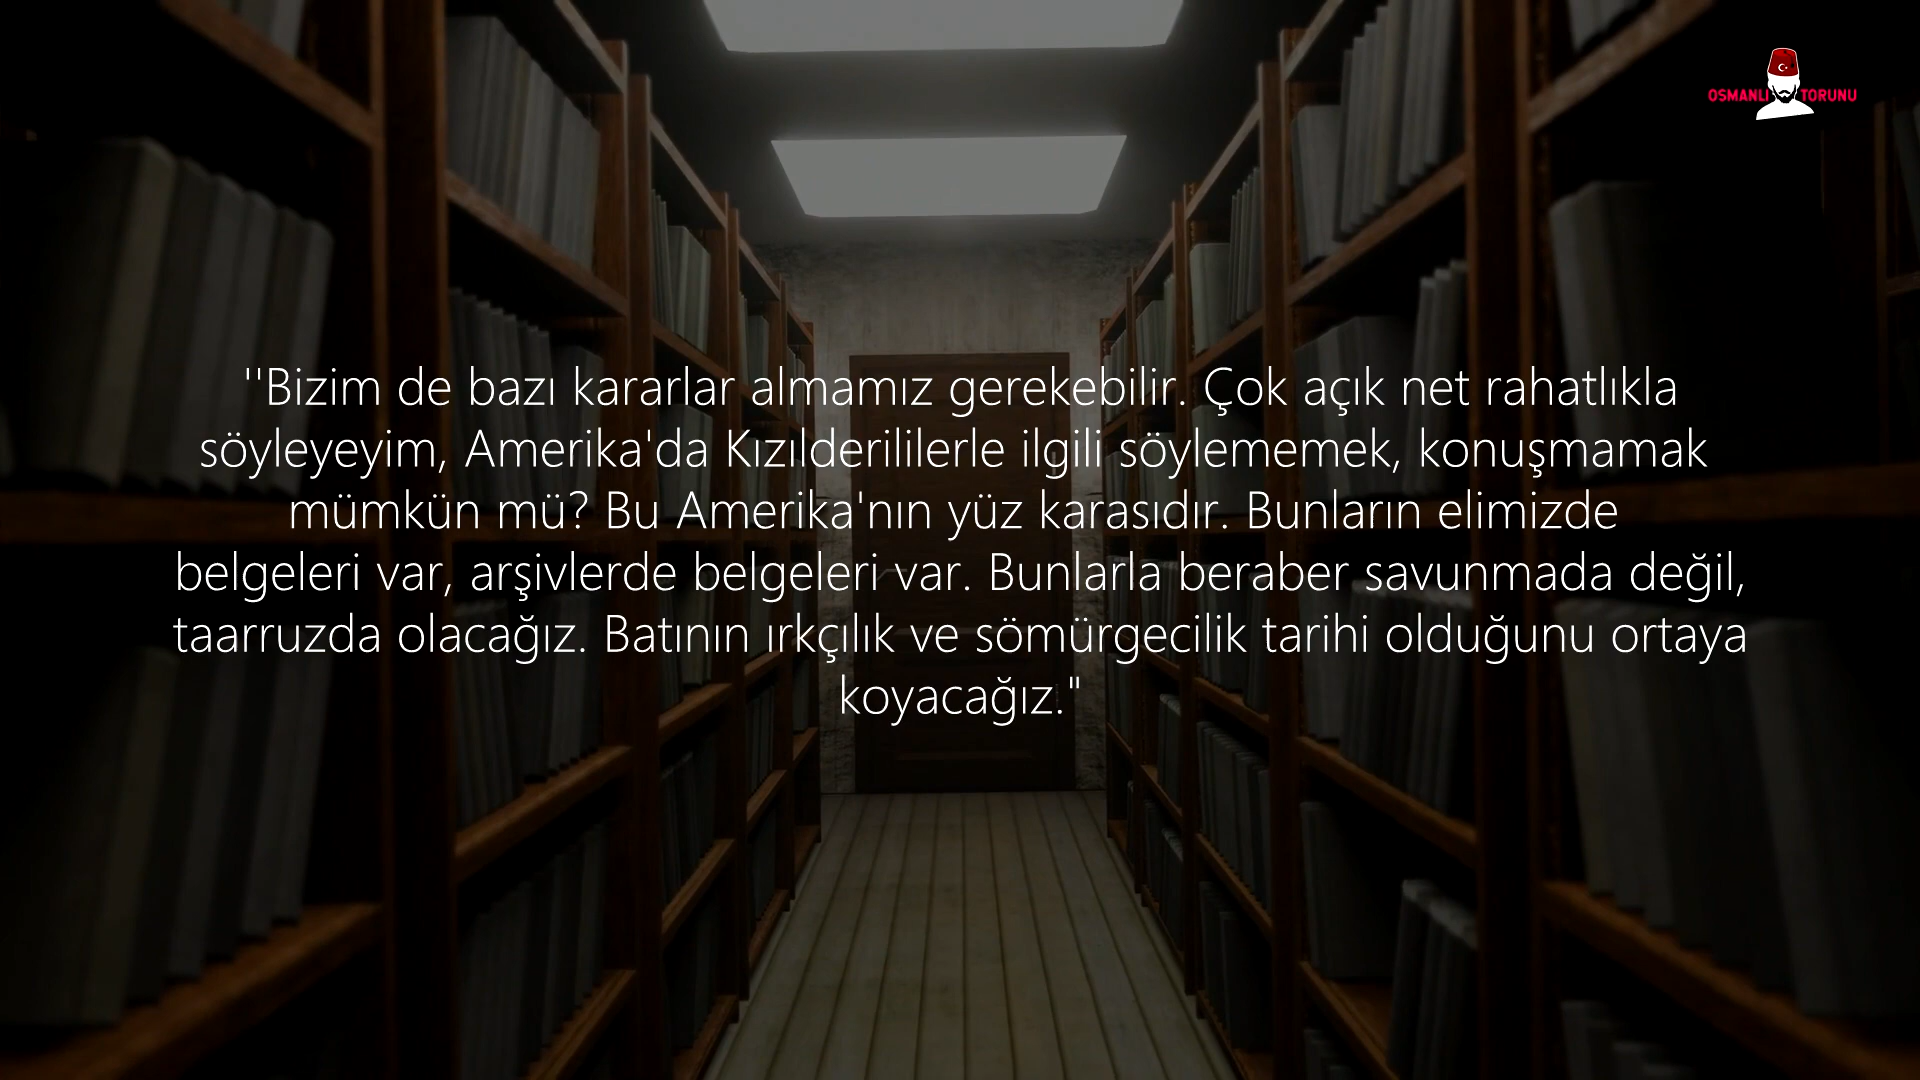 OSMANLI TORUNU
''Bizim de bazı kararlar almamız gerekebilir. Çok açık net rahatlıkla
söyleyeyim, Amerika'da Kızılderililerle ilgili söylememek, konuşmamak
mümkün mü? Bu Amerika'nın yüz karasıdır. Bunların elimizde
belgeleri var, arşivlerde belgeleri var. Bunlarla beraber savunmada değil,
taarruzda olacağız. Batının ırkçılık ve sömürgecilik tarihi olduğunu ortaya
koyacağız."